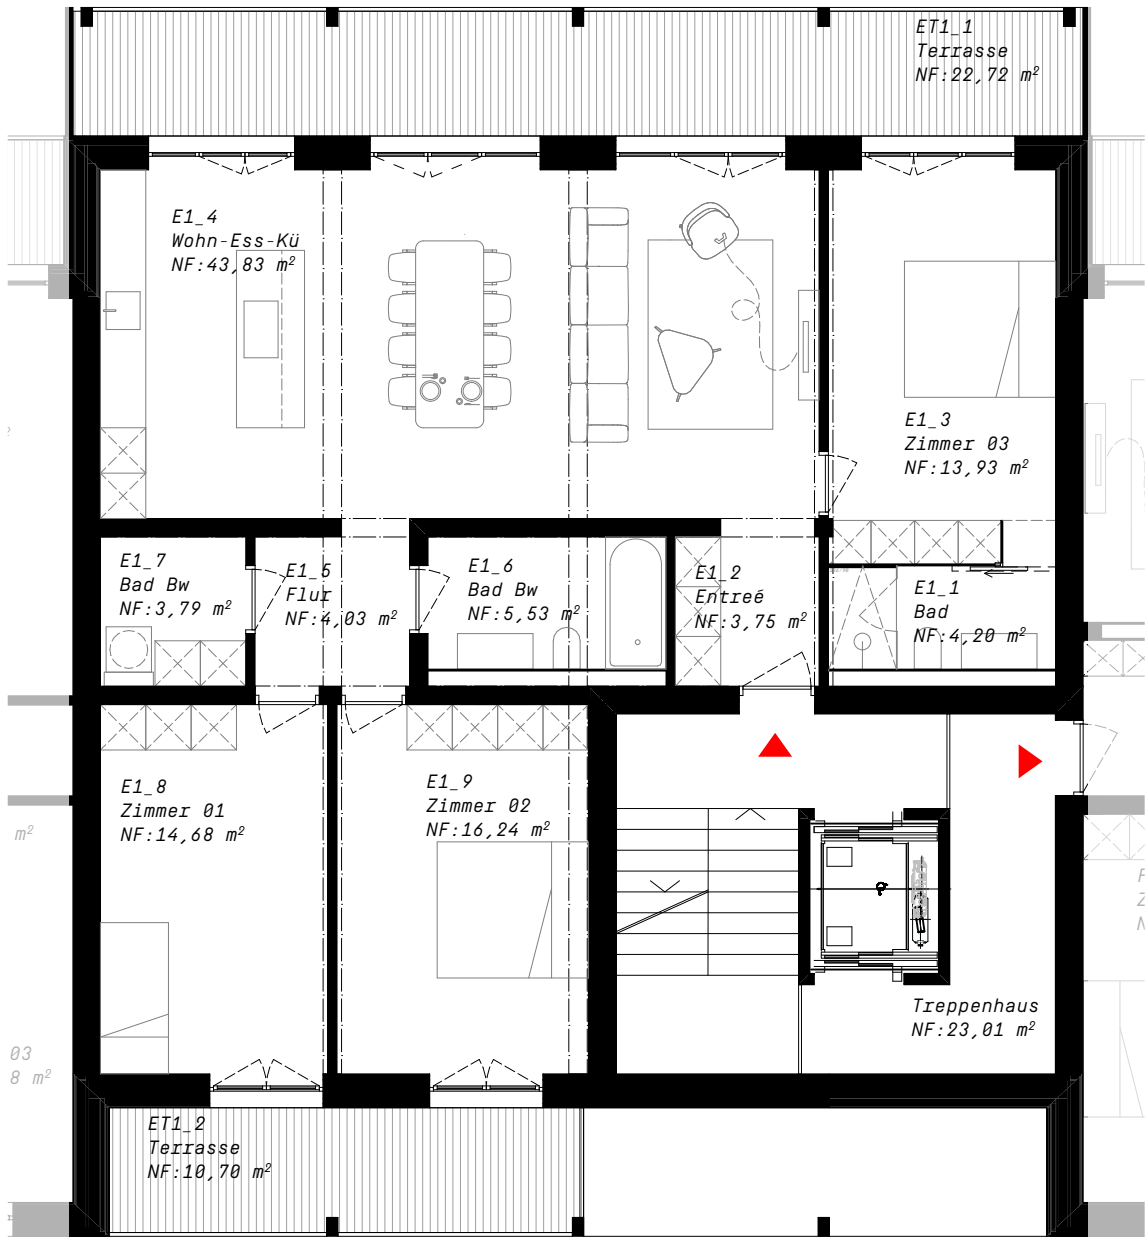 ET1_1
Terrasse
NF:22,72 m²
E1_4
Wohn-Ess-Kü
NF:43,83 m²
E1_3
Zimmer 03
NF:13,93 m²
E1_7
Bad Bw
NF:3,79 m²
E1_5
Flur
NF:4,03 m²
E1_6
Bad Bw
NF:5,53 m²
E1_2
Entreé
NF:3,75 m²
E1_1
Bad
NF:4,20 m²
E1_8
Zimmer 01
NF:14,68 m²
E1_9
Zimmer 02
NF:16,24 m²
m²
Treppenhaus
NF:23,01 m²
03
8 m²
ET1_2
Terrasse
NF:10,70 m²